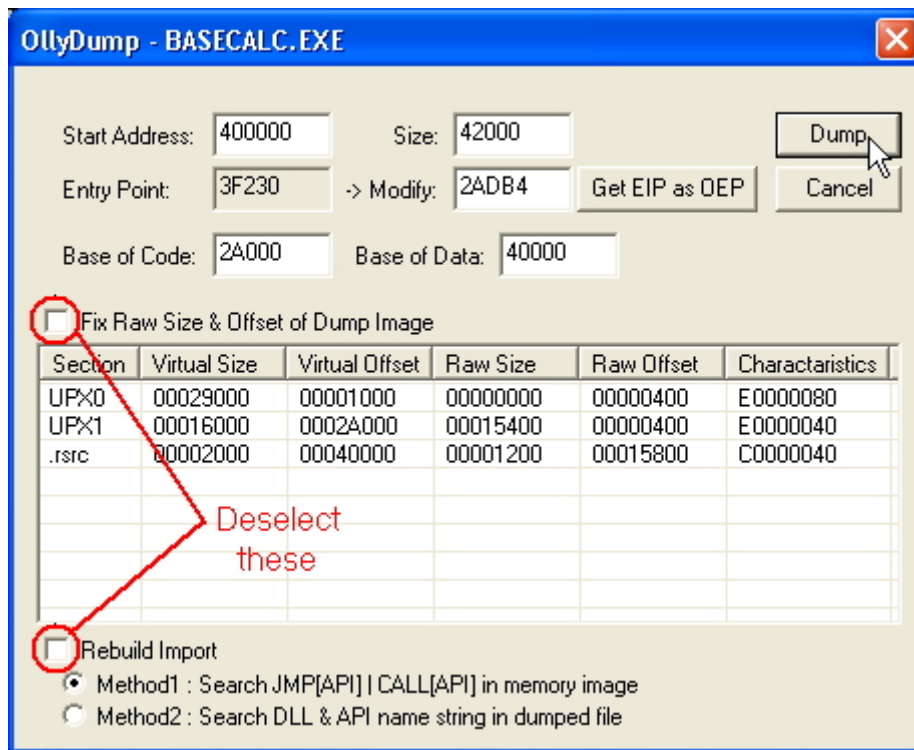 OllyDump - BASECALC.EXE
Start Address: 400000 Size: 42000 Dump
Entry Point: 3F230 -> Modify: 2ADB4 Get EIP as OEP Cancel
Base of Code: 2A000 Base of Data: 40000
Fix Raw Size & Offset of Dump Image
Section Virtual Size Virtual Offset Raw Size Raw Offset Charactaristics
UPX0 00029000 00001000 00000000 00000400 E0000080
UPX1 00016000 0002A000 00015400 00000400 E0000040
.rsrc 00002000 00040000 00001200 00015800 C0000040
Deselect
these
Rebuild Import
Method1 : Search JMP[API] | CALL[API] in memory image
Method2 : Search DLL & API name string in dumped file